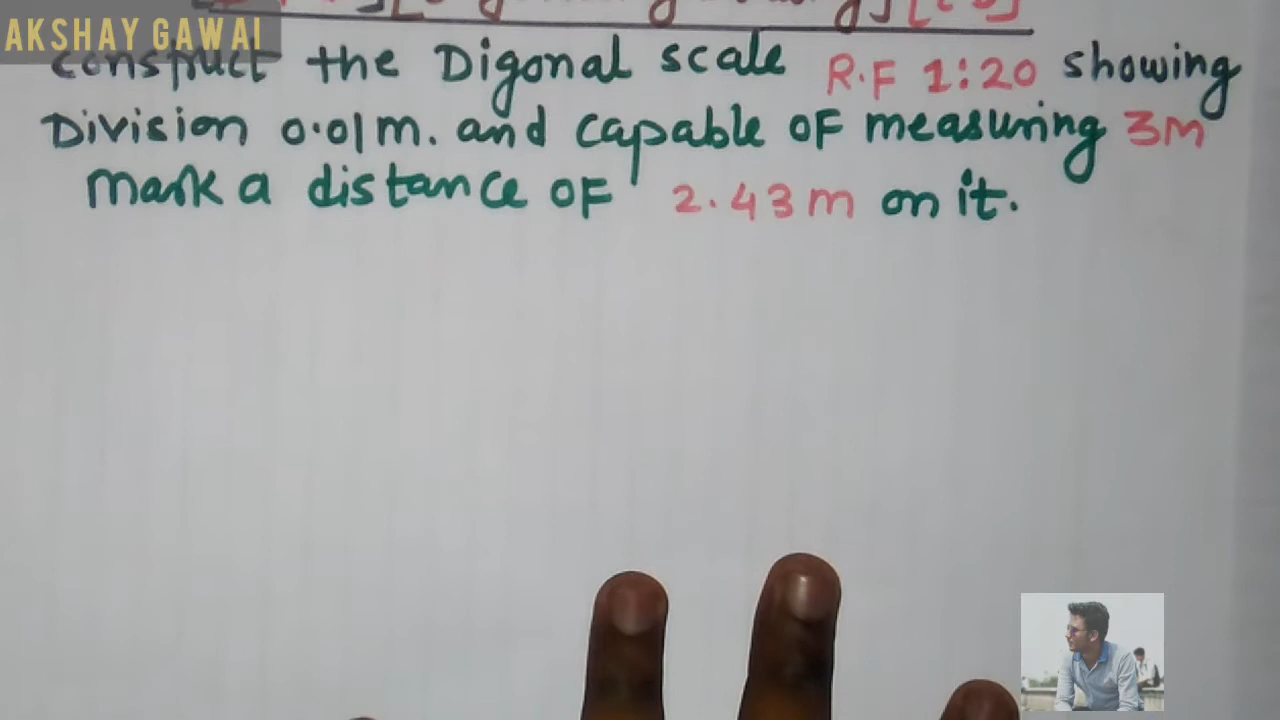 AKSHAY GAWAI
construct the Digonal scale R.F 1:20 showing
Division 0.01m. and capable of measuring 3M
Mark a distance of 2.43m on it.